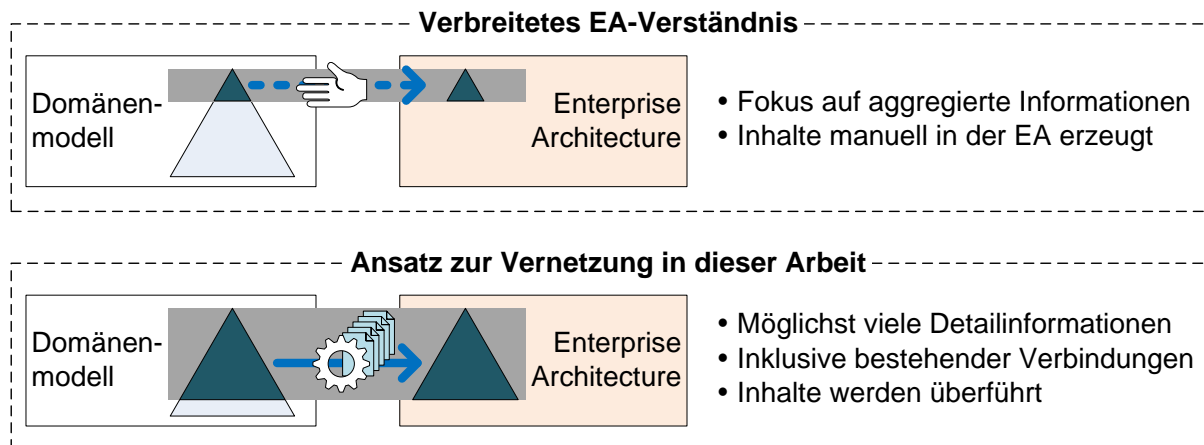 Verbreitetes EA-Verständnis
Domänen-
modell
Enterprise
Architecture
• Fokus auf aggregierte Informationen
• Inhalte manuell in der EA erzeugt
Ansatz zur Vernetzung in dieser Arbeit
Domänen-
modell
Enterprise
Architecture
• Möglichst viele Detailinformationen
• Inklusive bestehender Verbindungen
• Inhalte werden überführt